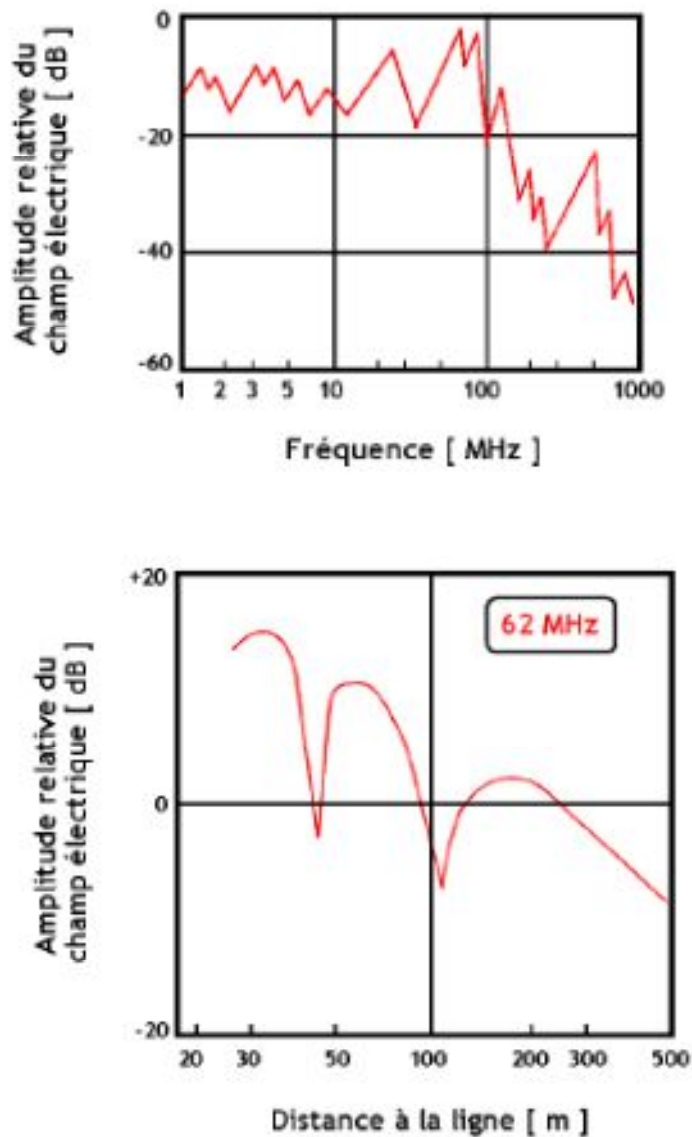 Amplitude relative du
champ électrique [ dB ]
0
-20
-40
-60
1 2 3 5 10 100 1000
Fréquence [ MHz ]
Amplitude relative du
champ électrique [ dB ]
+20
62 MHz
0
-20
20 30 50 100 200 300 500
Distance à la ligne [ m ]